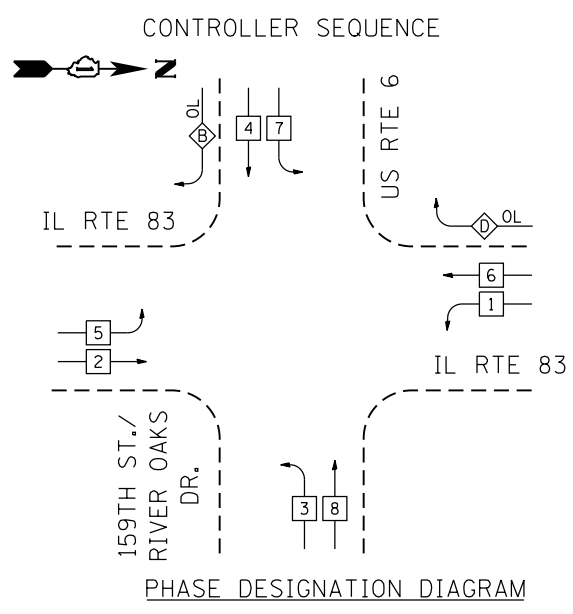 CONTROLLER SEQUENCE
N
OL
B
4
7
US RTE 6
IL RTE 83
D
OL
6
1
5
2
IL RTE 83
159TH ST./
RIVER OAKS
DR.
3
8
PHASE DESIGNATION DIAGRAM